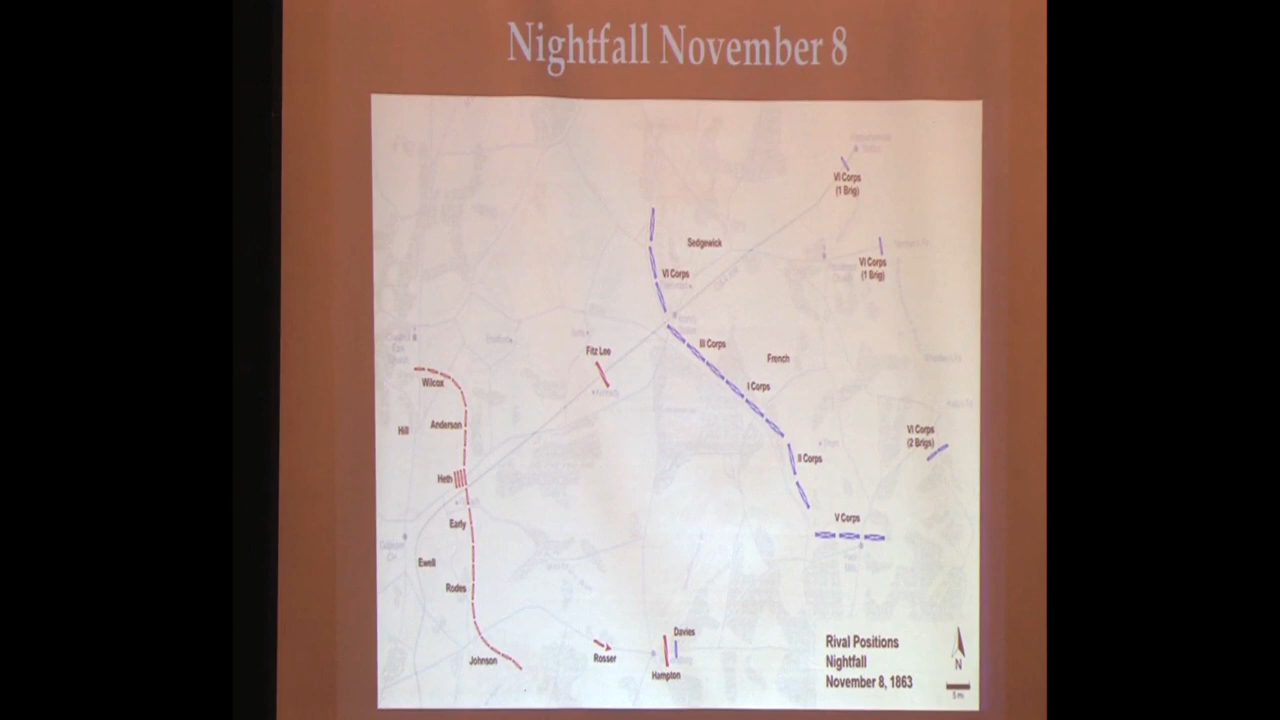 Nightfall November 8
VI Corps
(1 Brig)
Sedgewick
VI Corps
(1 Brig)
VI Corps
III Corps
Fitz Lee
French
I Corps
Wilcox
Hill
Anderson
VI Corps
(2 Brigs)
II Corps
Heth
V Corps
Early
Ewell
Rodes
Davies
Rosser
Johnson
Hampton
Rival Positions
Nightfall
November 8, 1863
N
5 mi